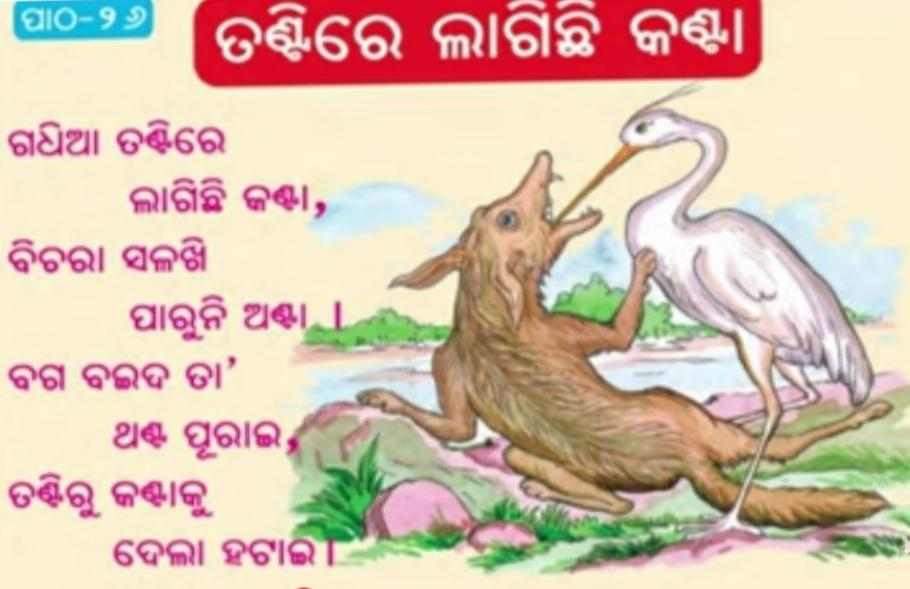 ପାଠ-୨୬
ତଣ୍ଟିରେ ଲାଗିଛି କଣ୍ଟା
ଗଧିଆ ତଣ୍ଟିରେ
ଲାଗିଛି କଣ୍ଟା,
ବିଚରା ସଳଖି
ପାରୁନି ଅଣ୍ଟା ।
ବଗ ବଇଦ ତା’
ଥଣ୍ଟ ପୂରାଇ,
ତଣ୍ଟିରୁ କଣ୍ଟାକୁ
ଦେଲା ହଟାଇ।